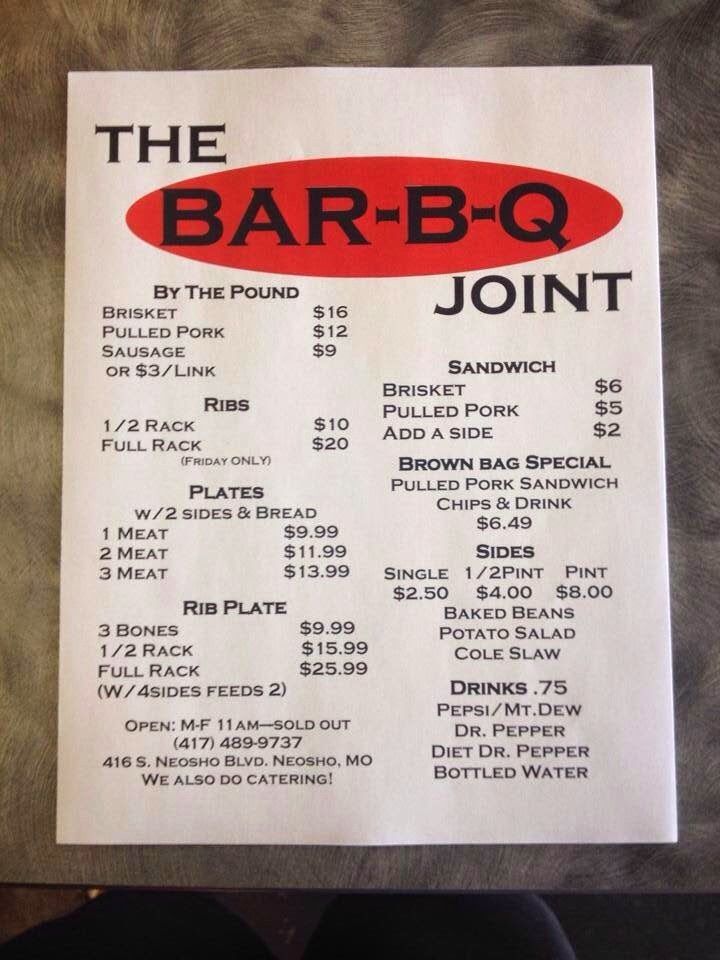 THE
BAR-B-Q
JOINT
BY THE POUND
BRISKET $16
PULLED PORK $12
SAUSAGE $9
OR $3/LINK
RIBS
1/2 RACK $10
FULL RACK $20
(FRIDAY ONLY)
PLATES
W/2 SIDES & BREAD
1 MEAT $9.99
2 MEAT $11.99
3 MEAT $13.99
RIB PLATE
3 BONES $9.99
1/2 RACK $15.99
FULL RACK $25.99
(W/4SIDES FEEDS 2)
OPEN: M-F 11AM—SOLD OUT
(417) 489-9737
416 S. NEOSHO BLVD. NEOSHO, MO
WE ALSO DO CATERING!
SANDWICH
BRISKET $6
PULLED PORK $5
ADD A SIDE $2
BROWN BAG SPECIAL
PULLED PORK SANDWICH
CHIPS & DRINK
$6.49
SIDES
SINGLE 1/2PINT PINT
$2.50 $4.00 $8.00
BAKED BEANS
POTATO SALAD
COLE SLAW
DRINKS .75
PEPSI/MT.DEW
DR. PEPPER
DIET DR. PEPPER
BOTTLED WATER